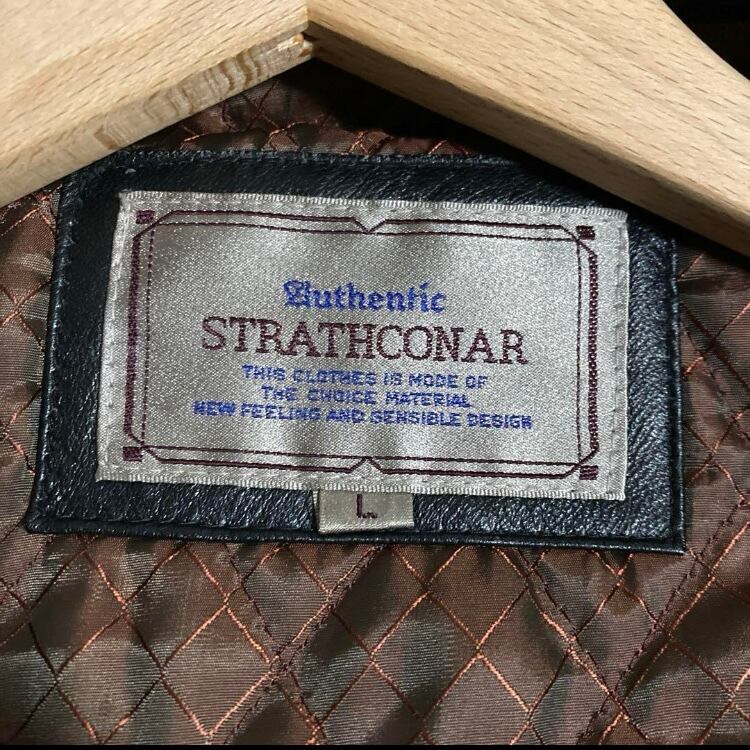 Authentic
STRATHCONAR
THIS CLOTHES IS MODE OF
THE CHOICE MATERIAL
NEW FEELING AND SENSIBLE DESIGN
L